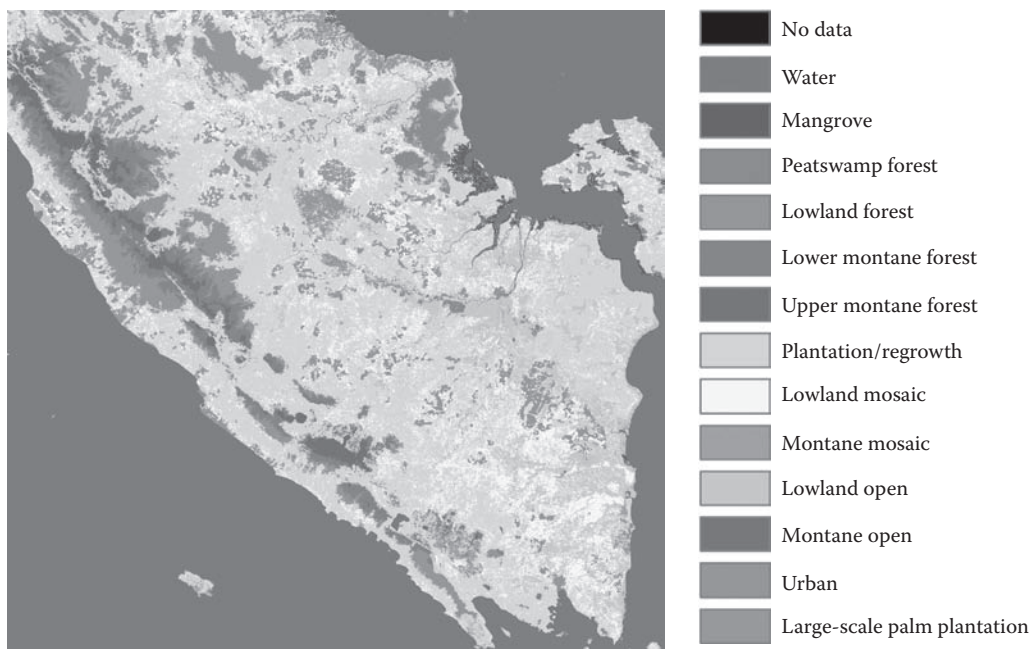 No data
Water
Mangrove
Peatswamp forest
Lowland forest
Lower montane forest
Upper montane forest
Plantation/regrowth
Lowland mosaic
Montane mosaic
Lowland open
Montane open
Urban
Large-scale palm plantation